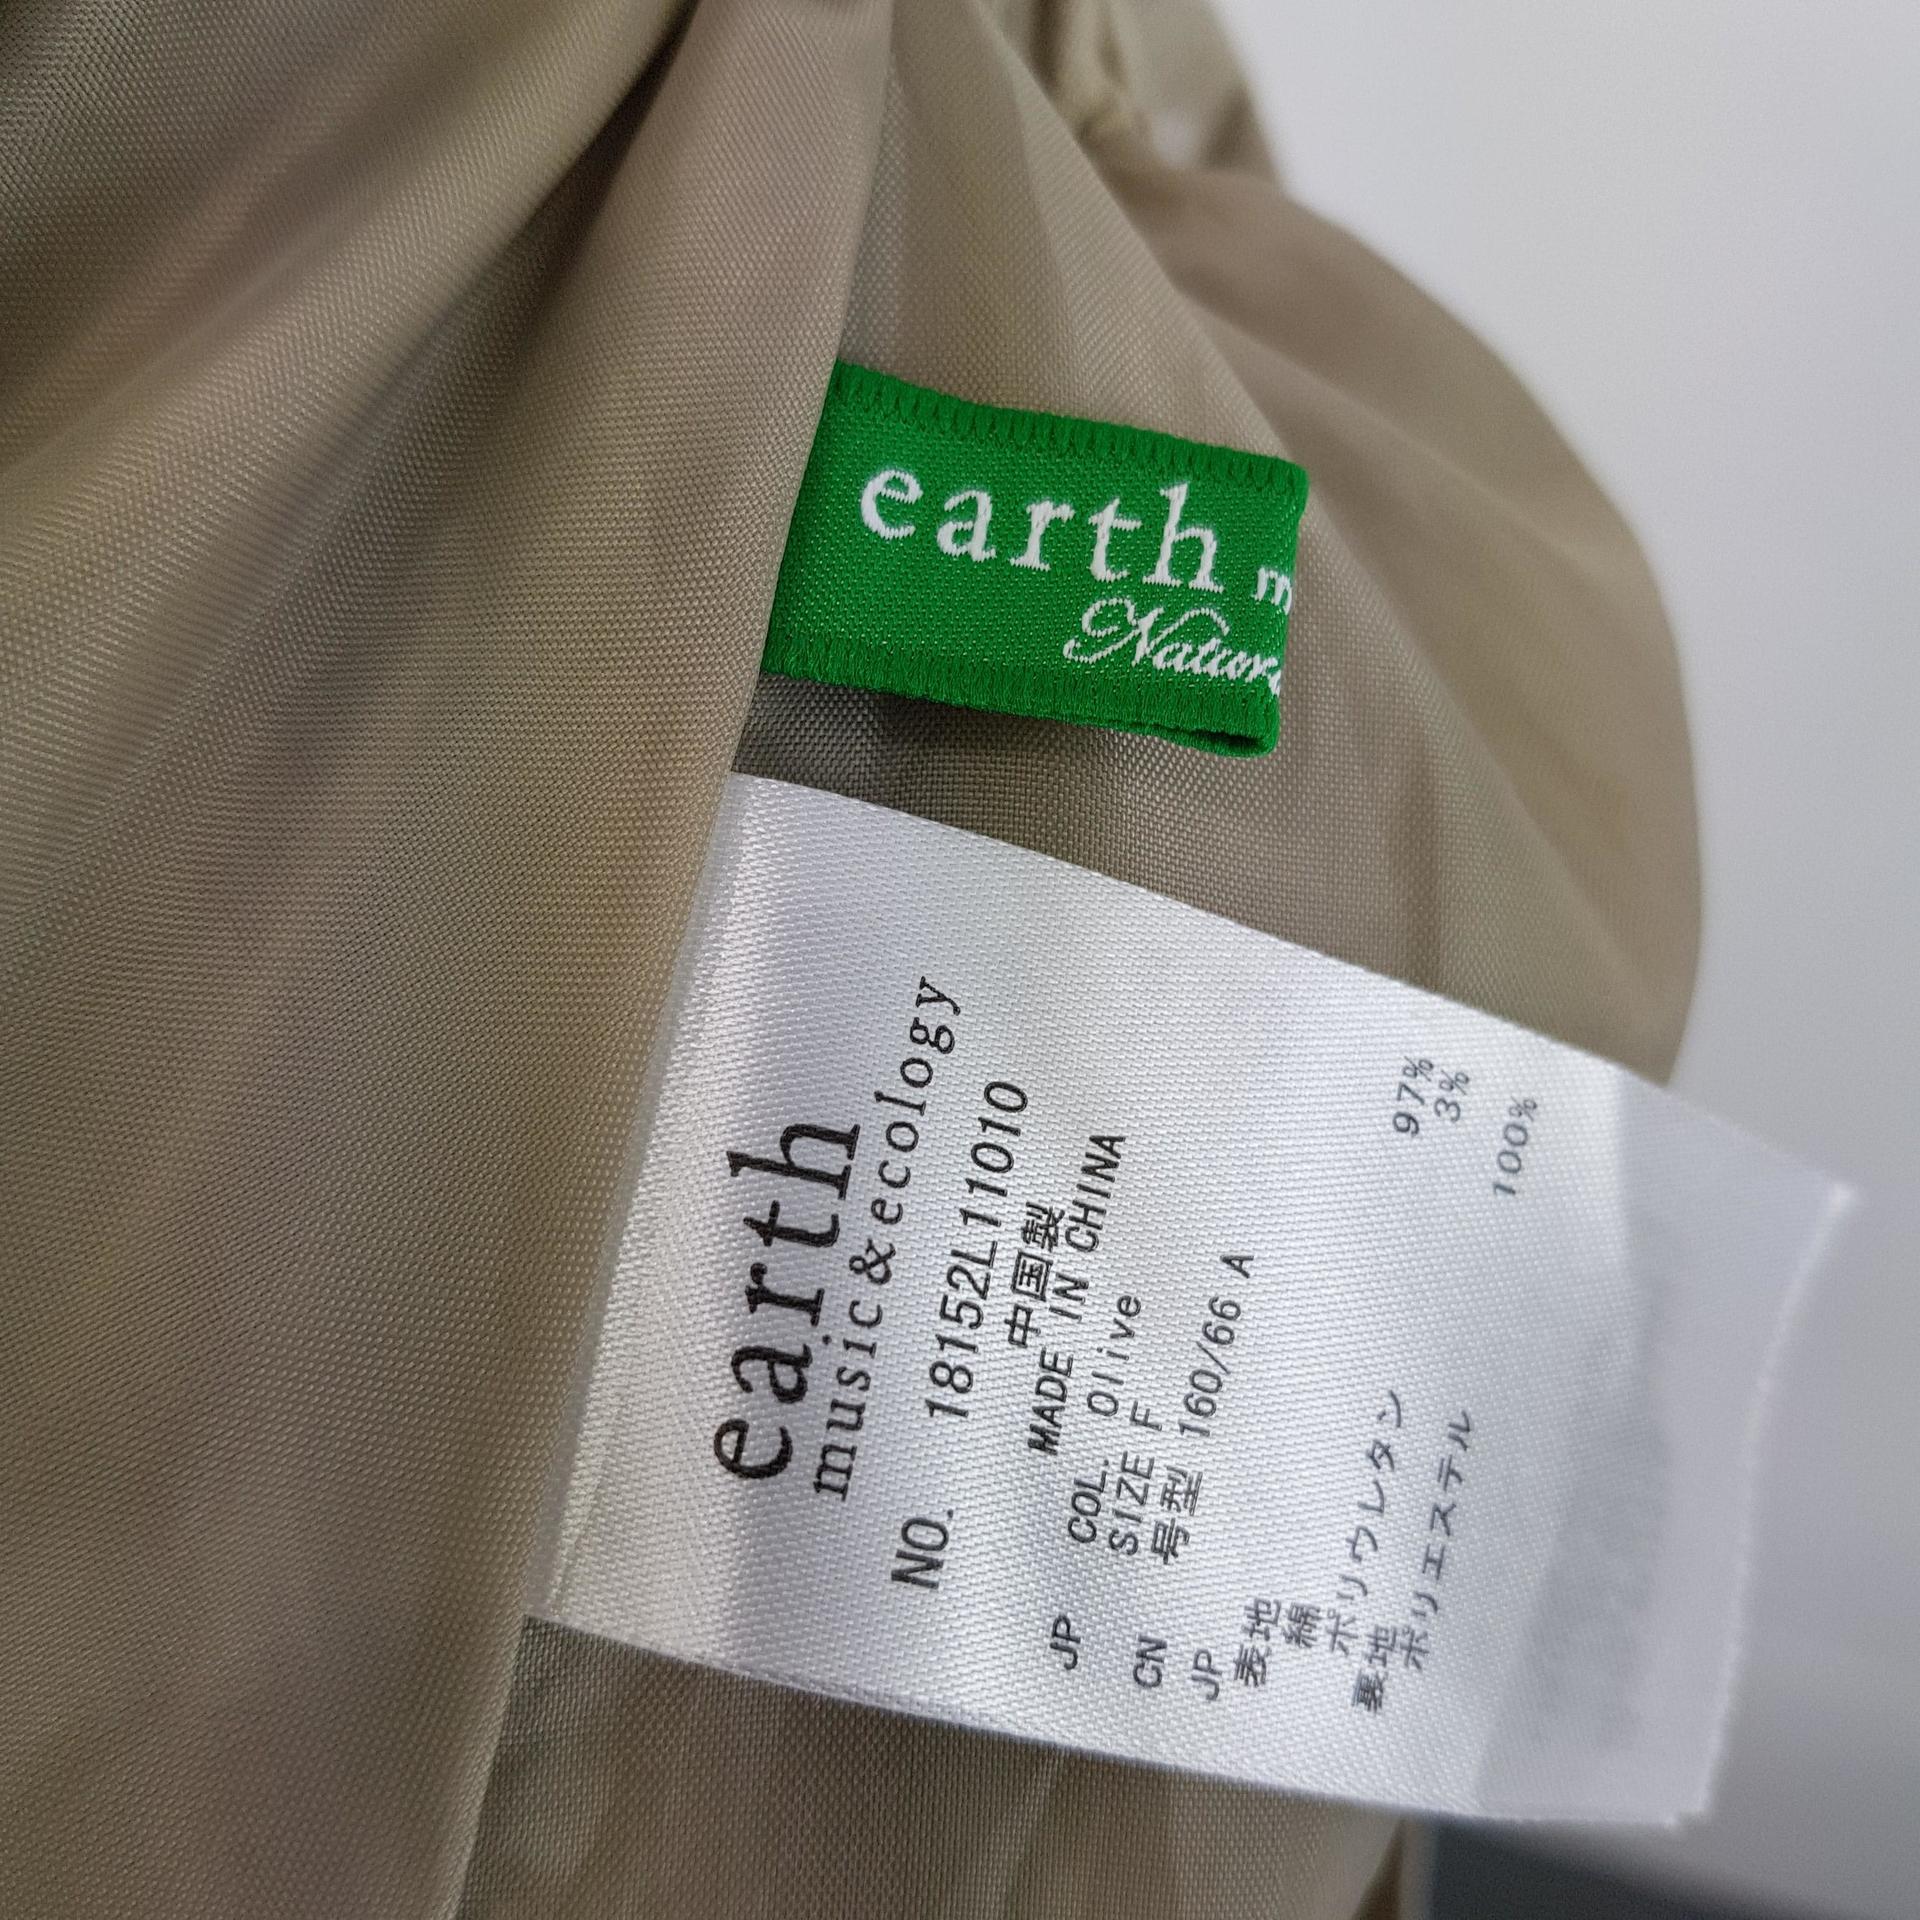 earth m
Natura
earth
music&ecology
NO. 18152L11010
中国製
JP MADE IN CHINA
COL. Olive
SIZE F
CN 号型 160/66 A
JP
表地
綿 97%
ポリウレタン 3%
裏地
ポリエステル 100%